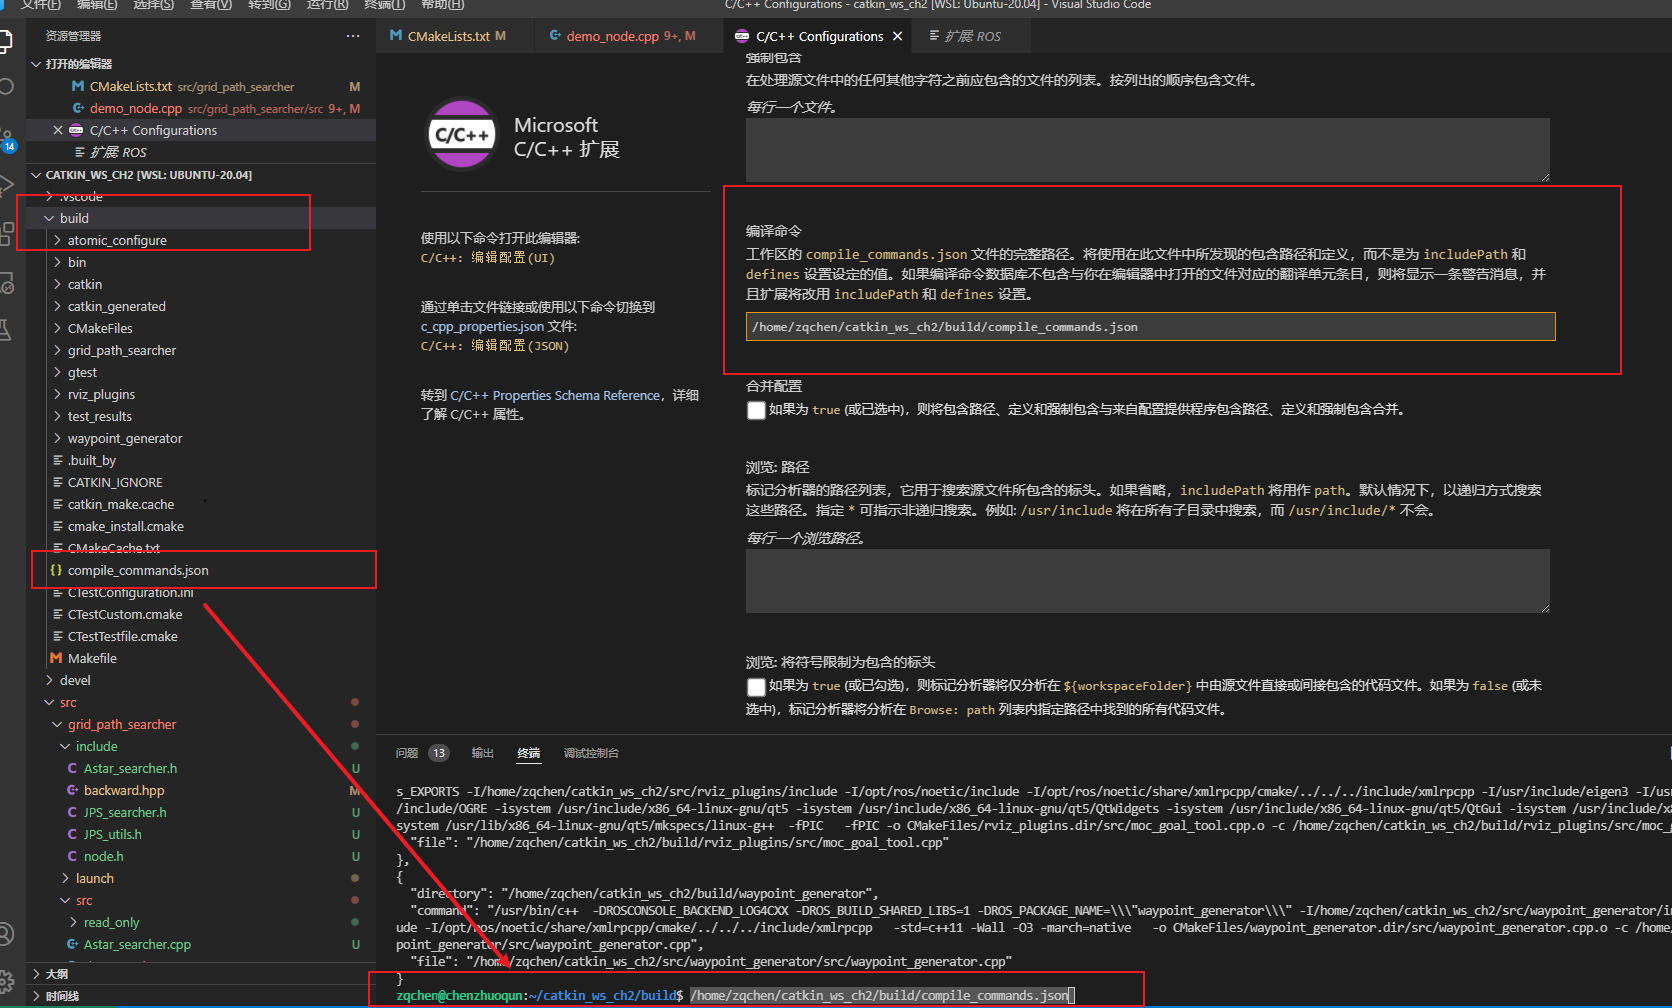 文件(F) 编辑(E) 选择(S) 查看(V) 转到(G) 运行(R) 终端(T) 帮助(H)
C/C++ Configurations - catkin_ws_ch2 [WSL: Ubuntu-20.04] - Visual Studio Code
资源管理器 ···
打开的编辑器
CMakeLists.txt src/grid_path_searcher M
demo_node.cpp src/grid_path_searcher/src 9+, M
C/C++ Configurations
扩展: ROS
14
CATKIN_WS_CH2 [WSL: UBUNTU-20.04]
.vscode
build
atomic_configure
bin
catkin
catkin_generated
CMakeFiles
grid_path_searcher
gtest
rviz_plugins
test_results
waypoint_generator
.built_by
CATKIN_IGNORE
catkin_make.cache
cmake_install.cmake
CMakeCache.txt
{} compile_commands.json
CTestConfiguration.ini
CTestCustom.cmake
CTestTestfile.cmake
Makefile
devel
src
grid_path_searcher
include
Astar_searcher.h U
backward.hpp M
JPS_searcher.h U
JPS_utils.h U
node.h U
launch
src
read_only
Astar_searcher.cpp U
大纲
时间线
CMakeLists.txt M
demo_node.cpp 9+, M
C/C++ Configurations
扩展: ROS
C/C++
Microsoft
C/C++ 扩展
使用以下命令打开此编辑器:
C/C++: 编辑配置(UI)
通过单击文件链接或使用以下命令切换到
c_cpp_properties.json 文件:
C/C++: 编辑配置(JSON)
转到 C/C++ Properties Schema Reference，详细
了解 C/C++ 属性。
强制包含
在处理源文件中的任何其他字符之前应包含的文件的列表。按列出的顺序包含文件。
每行一个文件。
编译命令
工作区的 compile_commands.json 文件的完整路径。将使用在此文件中所发现的包含路径和定义，而不是为 includePath 和
defines 设置设定的值。如果编译命令数据库不包含与你在编辑器中打开的文件对应的翻译单元条目，则将显示一条警告消息，并
且扩展将改用 includePath 和 defines 设置。
/home/zqchen/catkin_ws_ch2/build/compile_commands.json
合并配置
如果为 true (或已选中)，则将包含路径、定义和强制包含与来自配置提供程序包含路径、定义和强制包含合并。
浏览: 路径
标记分析器的路径列表，它用于搜索源文件所包含的标头。如果省略，includePath 将用作 path。默认情况下，以递归方式搜索
这些路径。指定 * 可指示非递归搜索。例如: /usr/include 将在所有子目录中搜索，而 /usr/include/* 不会。
每行一个浏览路径。
浏览: 将符号限制为包含的标头
如果为 true (或已勾选)，则标记分析器将仅分析在 ${workspaceFolder} 中由源文件直接或间接包含的代码文件。如果为 false (或未
选中)，标记分析器将分析在 Browse: path 列表内指定路径中找到的所有代码文件。
问题 13 输出 终端 调试控制台
s_EXPORTS -I/home/zqchen/catkin_ws_ch2/src/rviz_plugins/include -I/opt/ros/noetic/include -I/opt/ros/noetic/share/xmlrpcpp/cmake/../../../include/xmlrpcpp -I/usr/include/eigen3 -I/us
/include/OGRE -isystem /usr/include/x86_64-linux-gnu/qt5 -isystem /usr/include/x86_64-linux-gnu/qt5/QtWidgets -isystem /usr/include/x86_64-linux-gnu/qt5/QtGui -isystem /usr/include/x8
system /usr/lib/x86_64-linux-gnu/qt5/mkspecs/linux-g++ -fPIC -fPIC -o CMakeFiles/rviz_plugins.dir/src/moc_goal_tool.cpp.o -c /home/zqchen/catkin_ws_ch2/build/rviz_plugins/src/moc_g
"file": "/home/zqchen/catkin_ws_ch2/build/rviz_plugins/src/moc_goal_tool.cpp"
},
{
"directory": "/home/zqchen/catkin_ws_ch2/build/waypoint_generator",
"command": "/usr/bin/c++ -DROSCONSOLE_BACKEND_LOG4CXX -DROS_BUILD_SHARED_LIBS=1 -DROS_PACKAGE_NAME=\\\"waypoint_generator\\\" -I/home/zqchen/catkin_ws_ch2/src/waypoint_generator/in
ude -I/opt/ros/noetic/share/xmlrpcpp/cmake/../../../include/xmlrpcpp -std=c++11 -Wall -O3 -march=native -o CMakeFiles/waypoint_generator.dir/src/waypoint_generator.cpp.o -c /home
point_generator/src/waypoint_generator.cpp",
"file": "/home/zqchen/catkin_ws_ch2/src/waypoint_generator/src/waypoint_generator.cpp"
}
zqchen@chenzhuoqun:~/catkin_ws_ch2/build$ /home/zqchen/catkin_ws_ch2/build/compile_commands.json